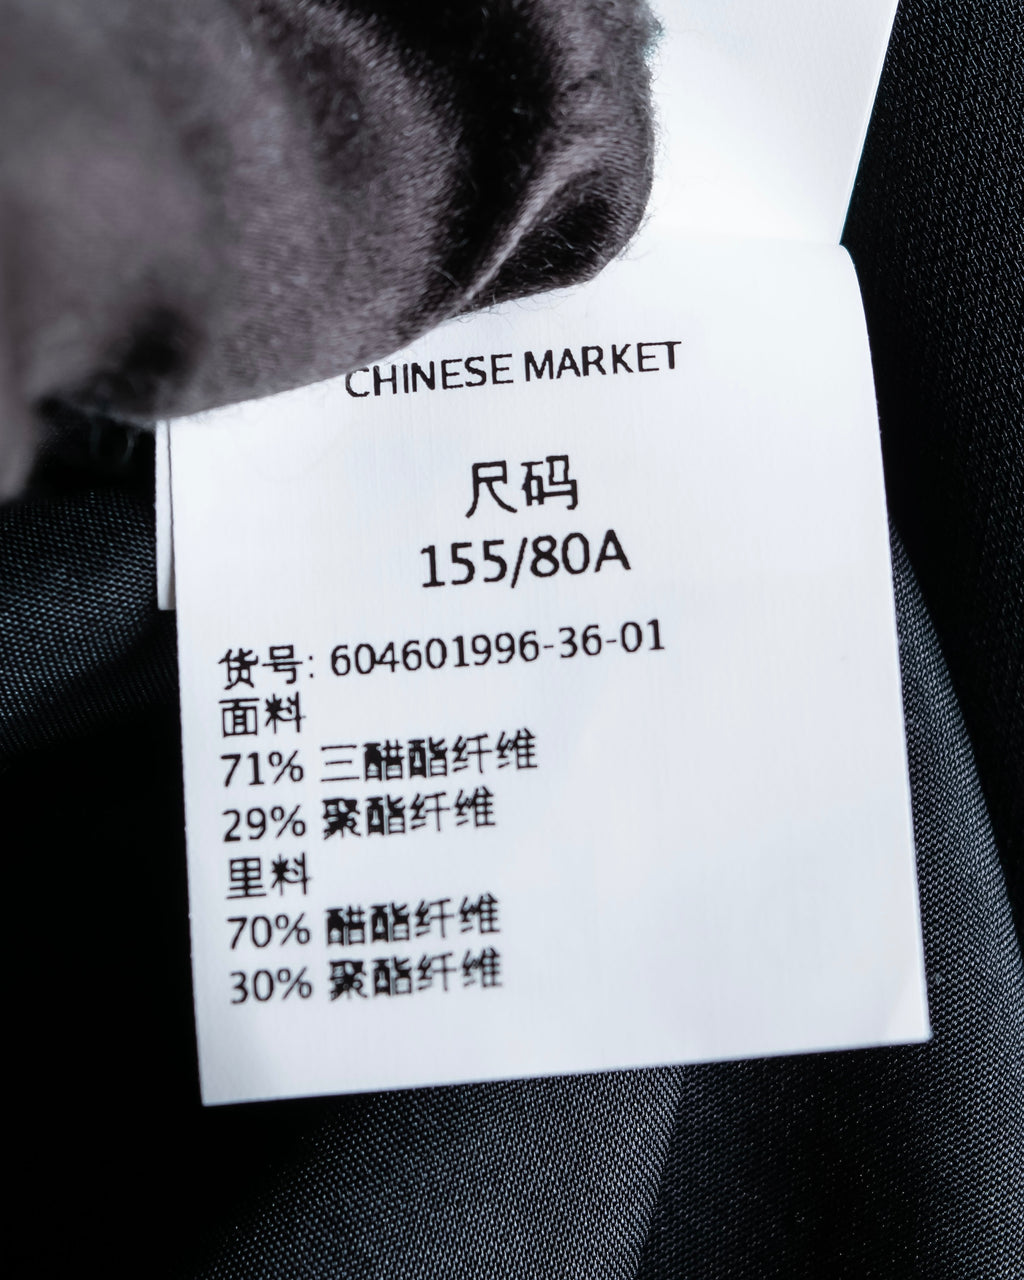 CHINESE MARKET
尺码
155/80A
货号: 604601996-36-01
面料
71% 三醋酯纤维
29% 聚酯纤维
里料
70% 醋酯纤维
30% 聚酯纤维